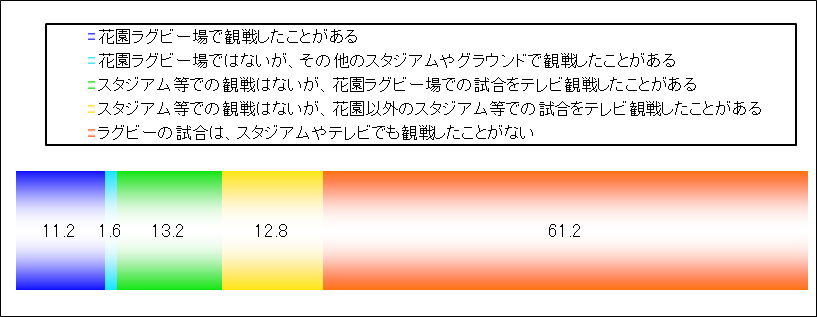 花園ラグビー場で観戦したことがある
花園ラグビー場ではないが、その他のスタジアムやグラウンドで観戦したことがある
スタジアム等での観戦はないが、花園ラグビー場での試合をテレビ観戦したことがある
スタジアム等での観戦はないが、花園以外のスタジアム等での試合をテレビ観戦したことがある
ラグビーの試合は、スタジアムやテレビでも観戦したことがない
11.2 1.6 13.2 12.8 61.2